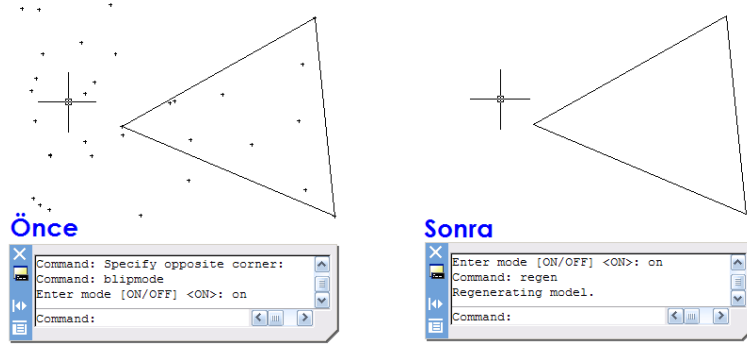 Önce
Command: Specify opposite corner:
Command: blipmode
Enter mode [ON/OFF] <ON>: on
Command:
Sonra
Enter mode [ON/OFF] <ON>: on
Command: regen
Regenerating model.
Command: